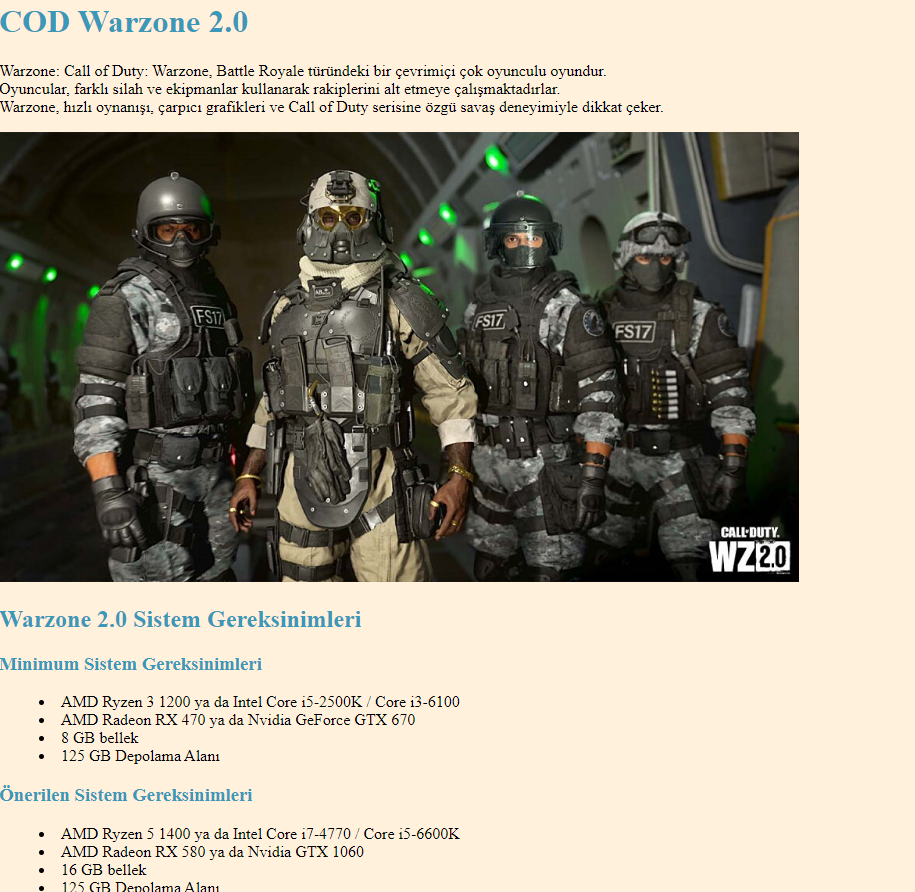 COD Warzone 2.0
Warzone: Call of Duty: Warzone, Battle Royale türündeki bir çevrimiçi çok oyunculu oyundur.
Oyuncular, farklı silah ve ekipmanlar kullanarak rakiplerini alt etmeye çalışmaktadırlar.
Warzone, hızlı oynanışı, çarpıcı grafikleri ve Call of Duty serisine özgü savaş deneyimiyle dikkat çeker.
FS17
FS17
FS17
CALL OF DUTY.
WZ 2.0
Warzone 2.0 Sistem Gereksinimleri
Minimum Sistem Gereksinimleri
AMD Ryzen 3 1200 ya da Intel Core i5-2500K / Core i3-6100
AMD Radeon RX 470 ya da Nvidia GeForce GTX 670
8 GB bellek
125 GB Depolama Alanı
Önerilen Sistem Gereksinimleri
AMD Ryzen 5 1400 ya da Intel Core i7-4770 / Core i5-6600K
AMD Radeon RX 580 ya da Nvidia GTX 1060
16 GB bellek
125 GB Depolama Alanı